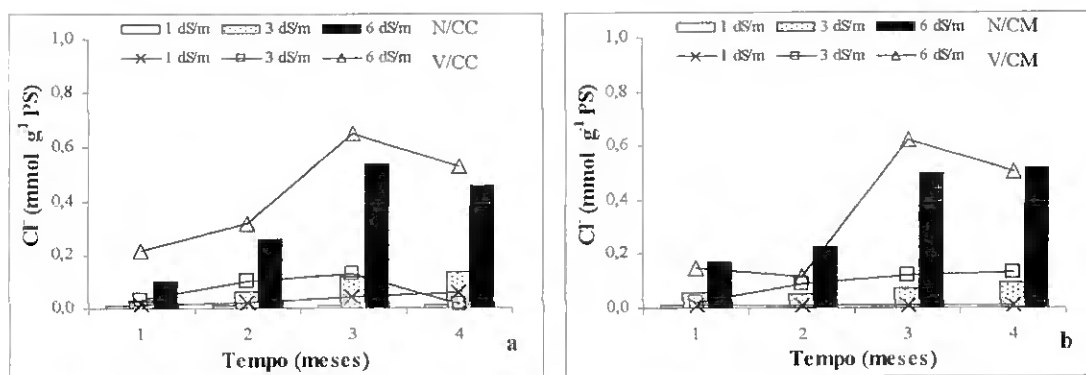 1 dS/m 3 dS/m 6 dS/m N/CC
1 dS/m 3 dS/m 6 dS/m V/CC
1,0
0,8
0,6
0,4
0,2
0,0
Cl⁻ (mmol g⁻¹ PS)
1 2 3 4
Tempo (meses)
a
1 dS/m 3 dS/m 6 dS/m N/CM
1 dS/m 3 dS/m 6 dS/m V/CM
1,0
0,8
0,6
0,4
0,2
0,0
Cl⁻ (mmol g⁻¹ PS)
1 2 3 4
Tempo (meses)
b